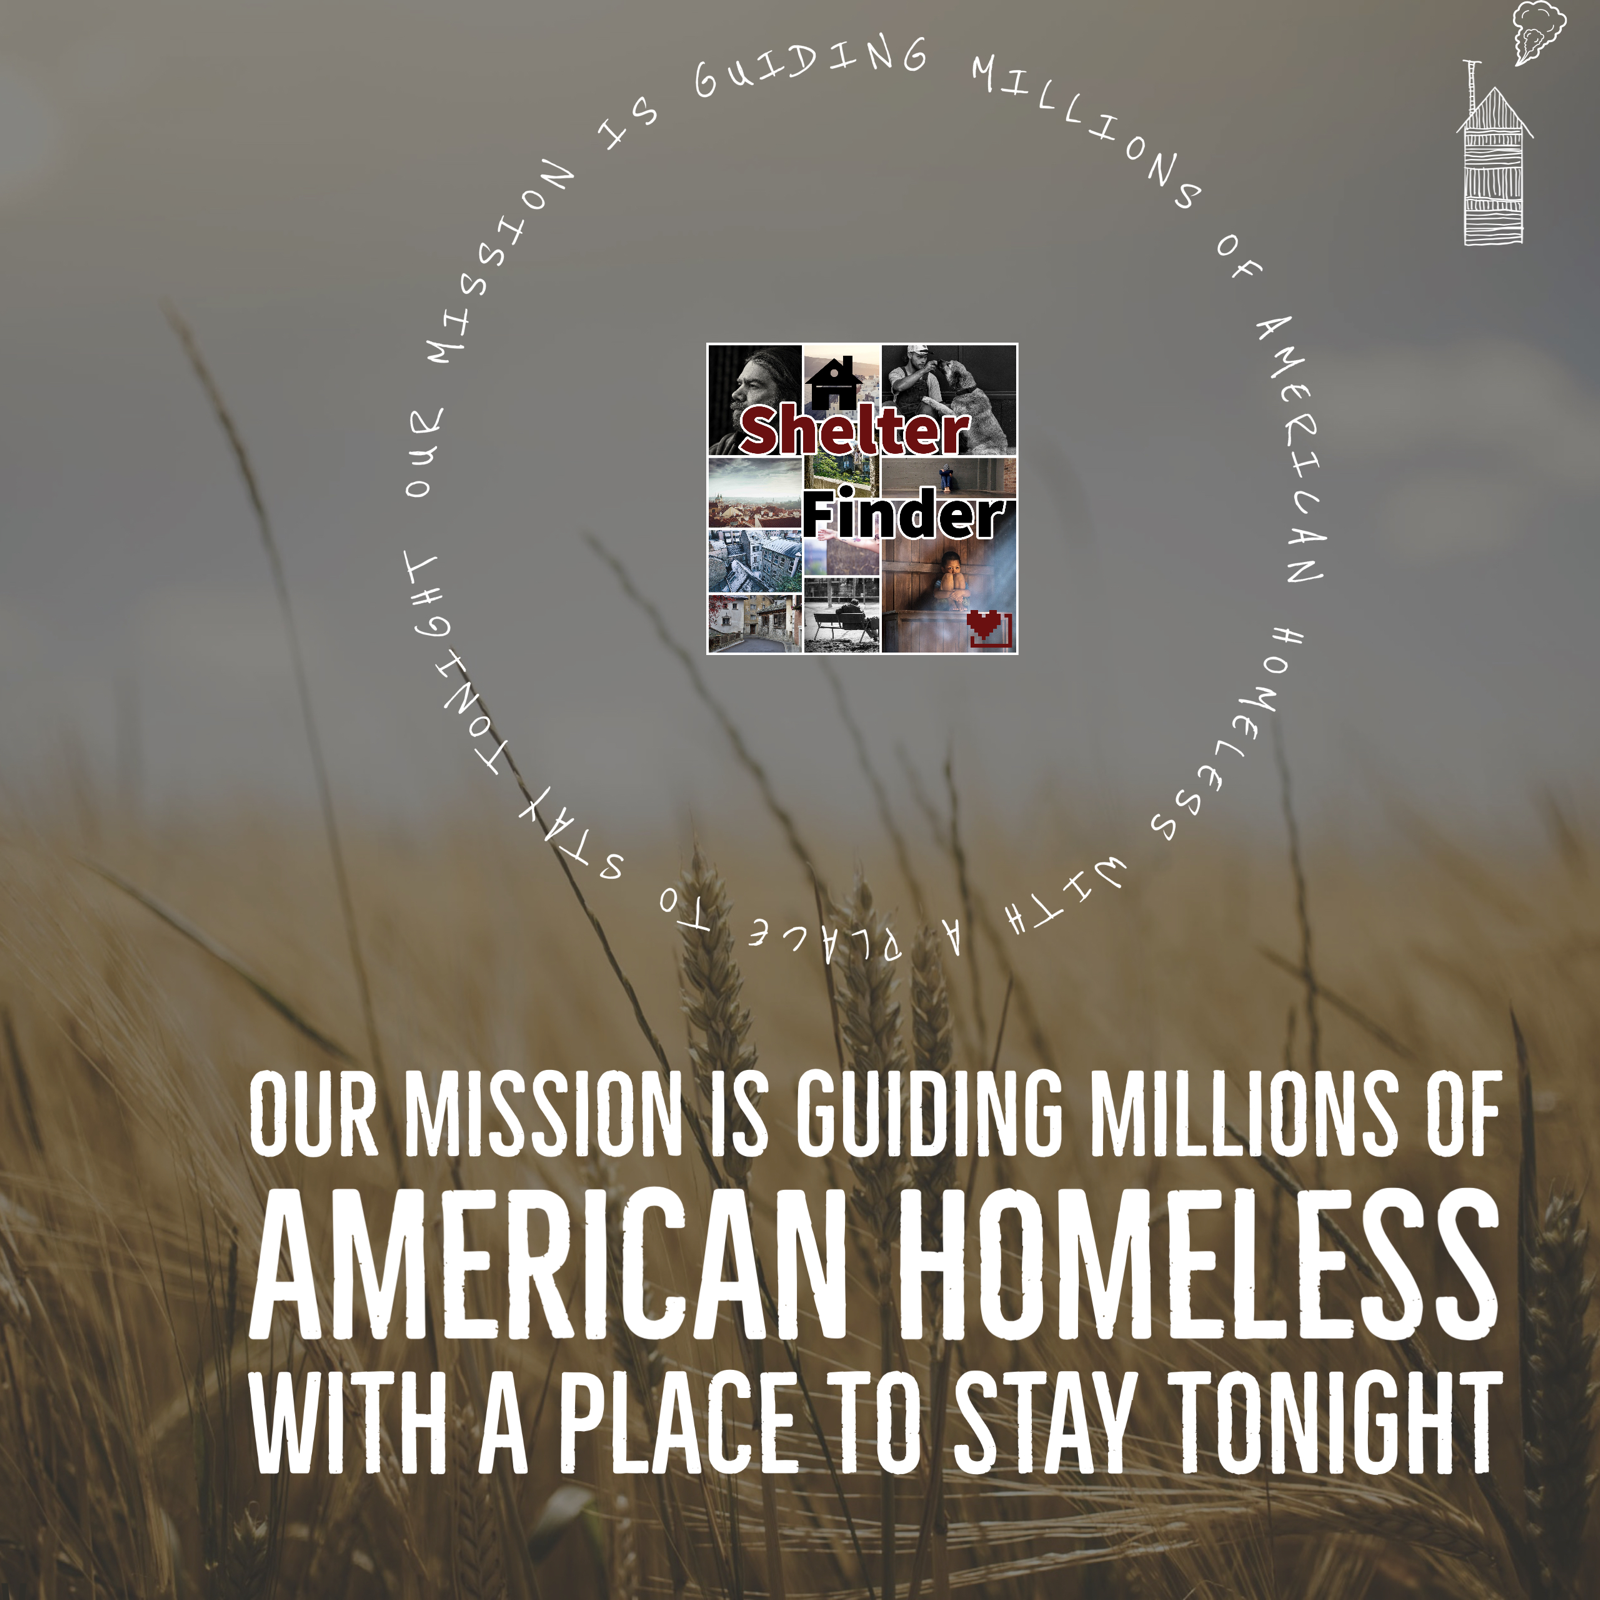 OUR MISSION IS GUIDING MILLIONS OF AMERICAN HOMELESS WITH A PLACE TO STAY TONIGHT
Shelter
Finder
OUR MISSION IS GUIDING MILLIONS OF
AMERICAN HOMELESS
WITH A PLACE TO STAY TONIGHT